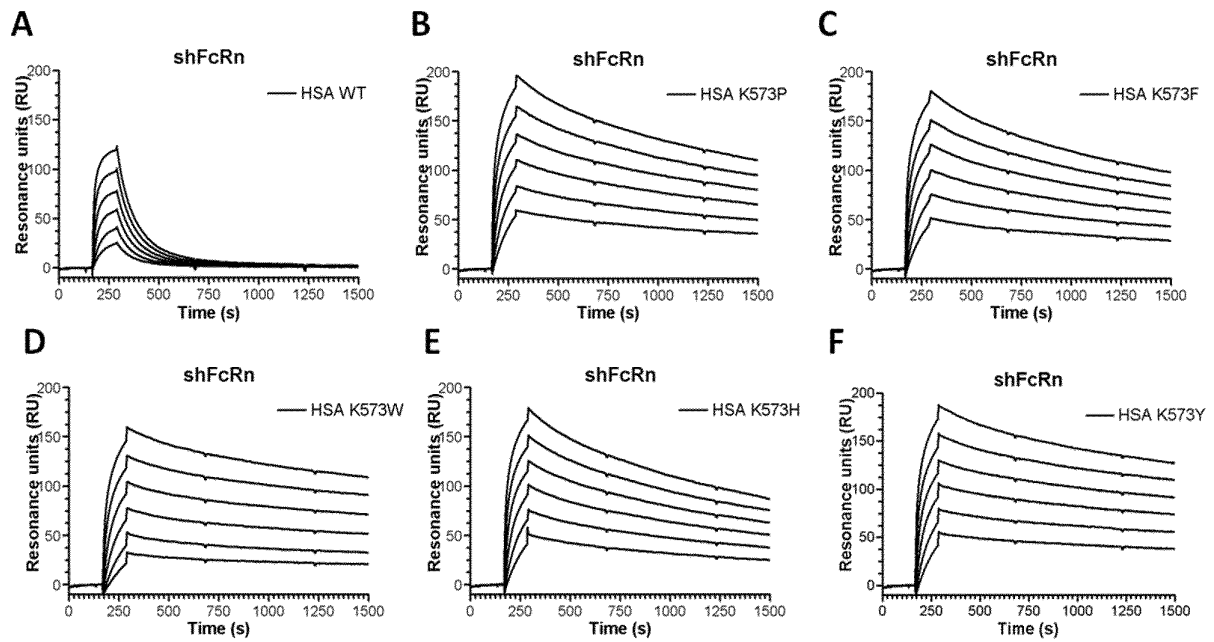 A
shFcRn
HSA WT
Resonance units (RU)
200
150
100
50
0
0 250 500 750 1000 1250 1500
Time (s)
B
shFcRn
HSA K573P
Resonance units (RU)
200
150
100
50
0
0 250 500 750 1000 1250 1500
Time (s)
C
shFcRn
HSA K573F
Resonance units (RU)
200
150
100
50
0
0 250 500 750 1000 1250 1500
Time (s)
D
shFcRn
HSA K573W
Resonance units (RU)
200
150
100
50
0
0 250 500 750 1000 1250 1500
Time (s)
E
shFcRn
HSA K573H
Resonance units (RU)
200
150
100
50
0
0 250 500 750 1000 1250 1500
Time (s)
F
shFcRn
HSA K573Y
Resonance units (RU)
200
150
100
50
0
0 250 500 750 1000 1250 1500
Time (s)